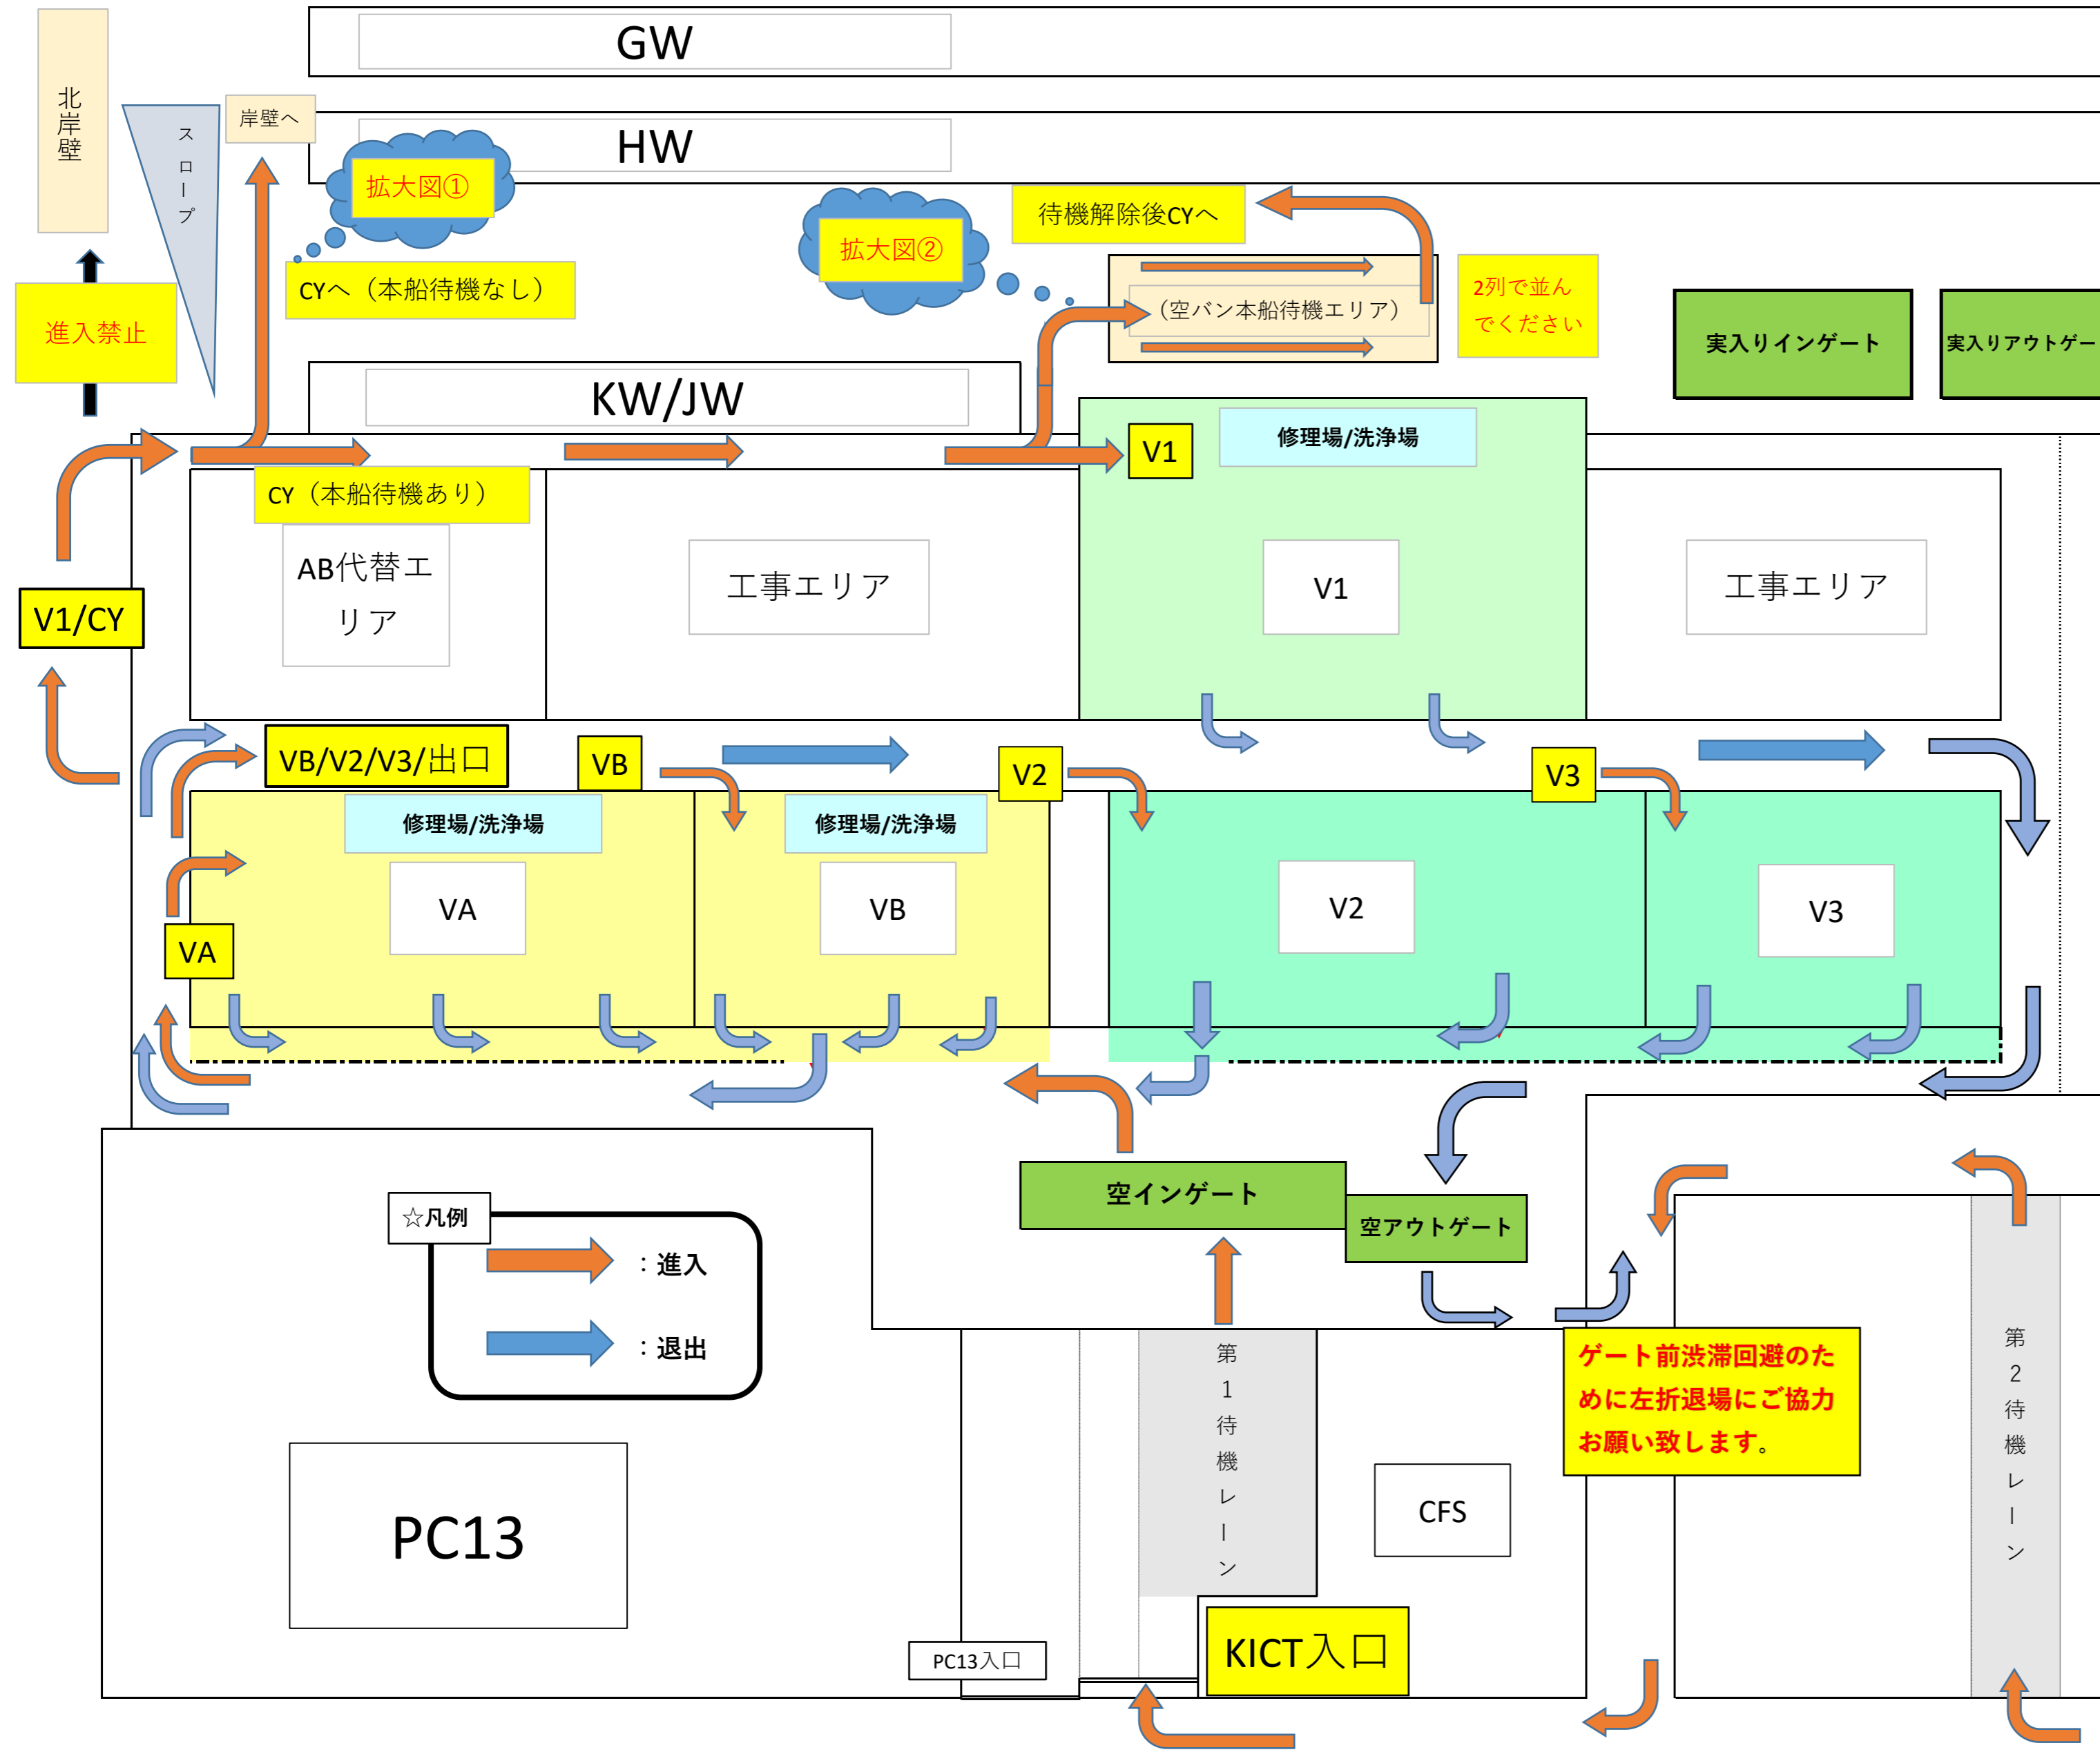 GW
北岸壁
スロープ
岸壁へ
HW
拡大図①
拡大図②
待機解除後CYへ
CYへ（本船待機なし）
（空バン本船待機エリア）
2列で並ん
でください
進入禁止
実入りインゲート
実入りアウトゲー
KW/JW
V1
修理場/洗浄場
CY（本船待機あり）
AB代替エ
リア
工事エリア
V1
工事エリア
V1/CY
VB/V2/V3/出口
VB
V2
V3
修理場/洗浄場
修理場/洗浄場
VA
VB
V2
V3
VA
空インゲート
空アウトゲート
☆凡例
：進入
：退出
第1待機レーン
ゲート前渋滞回避のた
めに左折退場にご協力
お願い致します。
第2待機レーン
PC13
CFS
KICT入口
PC13入口